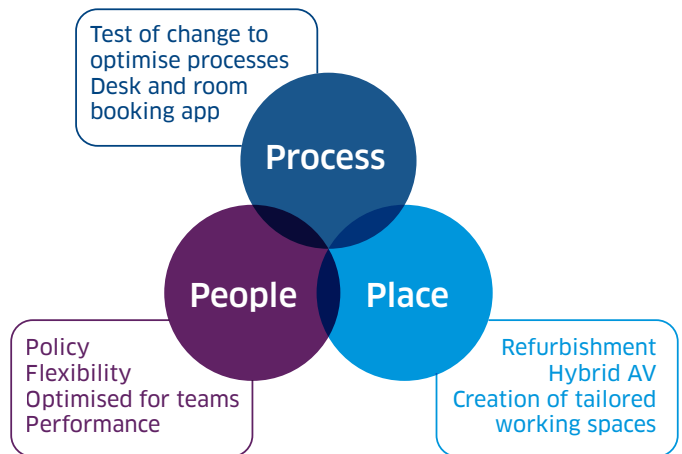 Test of change to
optimise processes
Desk and room
booking app
Process
People
Place
Policy
Flexibility
Optimised for teams
Performance
Refurbishment
Hybrid AV
Creation of tailored
working spaces